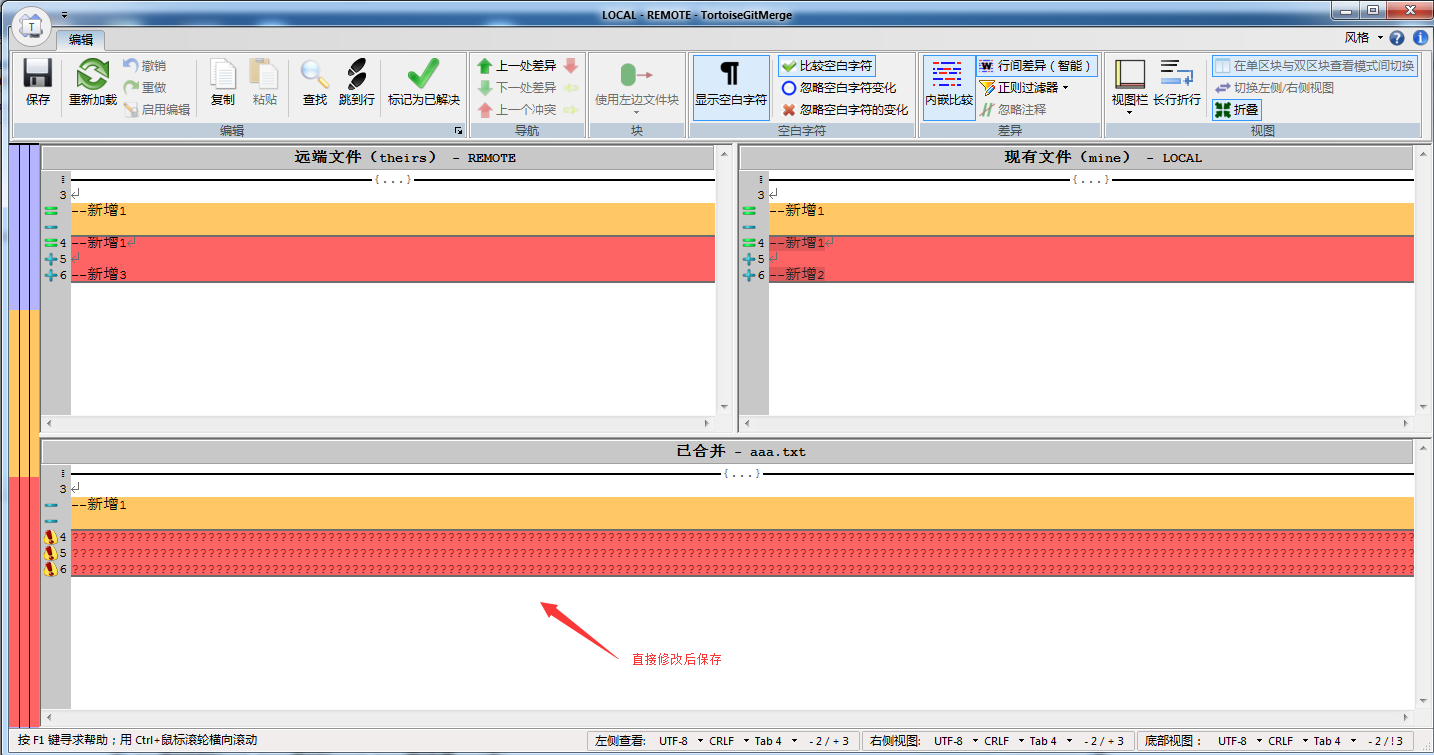 LOCAL - REMOTE - TortoiseGitMerge
T
编辑
风格
保存
重新加载
撤销
重做
启用编辑
复制
粘贴
查找
跳到行
标记为已解决
编辑
上一处差异
下一处差异
上一个冲突
导航
使用左边文件块
块
¶
显示空白字符
比较空白字符
忽略空白字符变化
忽略空白字符的变化
空白字符
内嵌比较
行间差异(智能)
正则过滤器
忽略注释
差异
视图栏
长行折行
在单区块与双区块查看模式间切换
切换左侧/右侧视图
折叠
视图
远端文件（theirs） - REMOTE
{...}
3
--新增1
4 --新增1
5
6 --新增3
现有文件（mine） - LOCAL
{...}
3
--新增1
4 --新增1
5
6 --新增2
已合并 - aaa.txt
{...}
3
--新增1
4
5
6
直接修改后保存
按 F1 键寻求帮助；用 Ctrl+鼠标滚轮横向滚动
左侧查看: UTF-8 CRLF Tab 4 - 2 / + 3
右侧视图: UTF-8 CRLF Tab 4 - 2 / + 3
底部视图： UTF-8 CRLF Tab 4 - 2 / ! 3